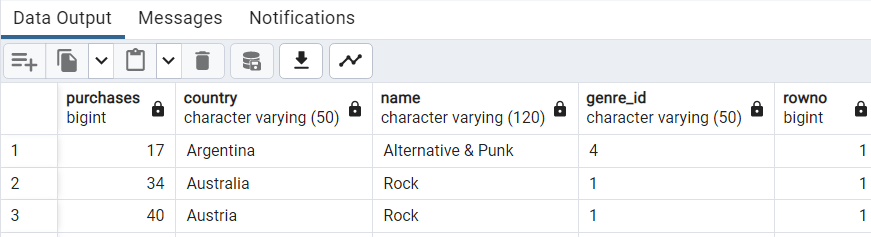 Data Output Messages Notifications
purchases country name genre_id rowno
bigint character varying (50) character varying (120) character varying (50) bigint
1 17 Argentina Alternative & Punk 4 1
2 34 Australia Rock 1 1
3 40 Austria Rock 1 1